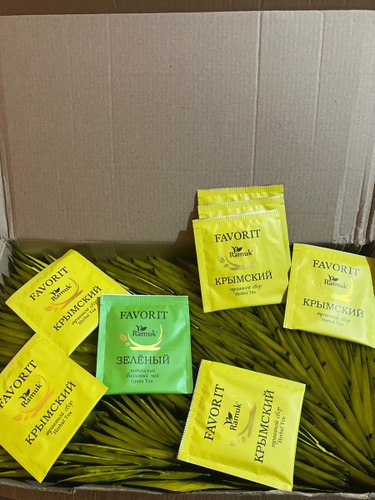 FAVORIT
Ramuk
КРЫМСКИЙ
травяной сбор
Herbal Tea
FAVORIT
Ramuk
КРЫМСКИЙ
травяной сбор
Herbal Tea
FAVORIT
Ramuk
КРЫМСКИЙ
травяной сбор
Herbal Tea
FAVORIT
Ramuk
ЗЕЛЁНЫЙ
байховый чай
Green Tea
FAVORIT
Ramuk
КРЫМСКИЙ
травяной сбор
Herbal Tea
FAVORIT
Ramuk
КРЫМСКИЙ
травяной сбор
Herbal Tea